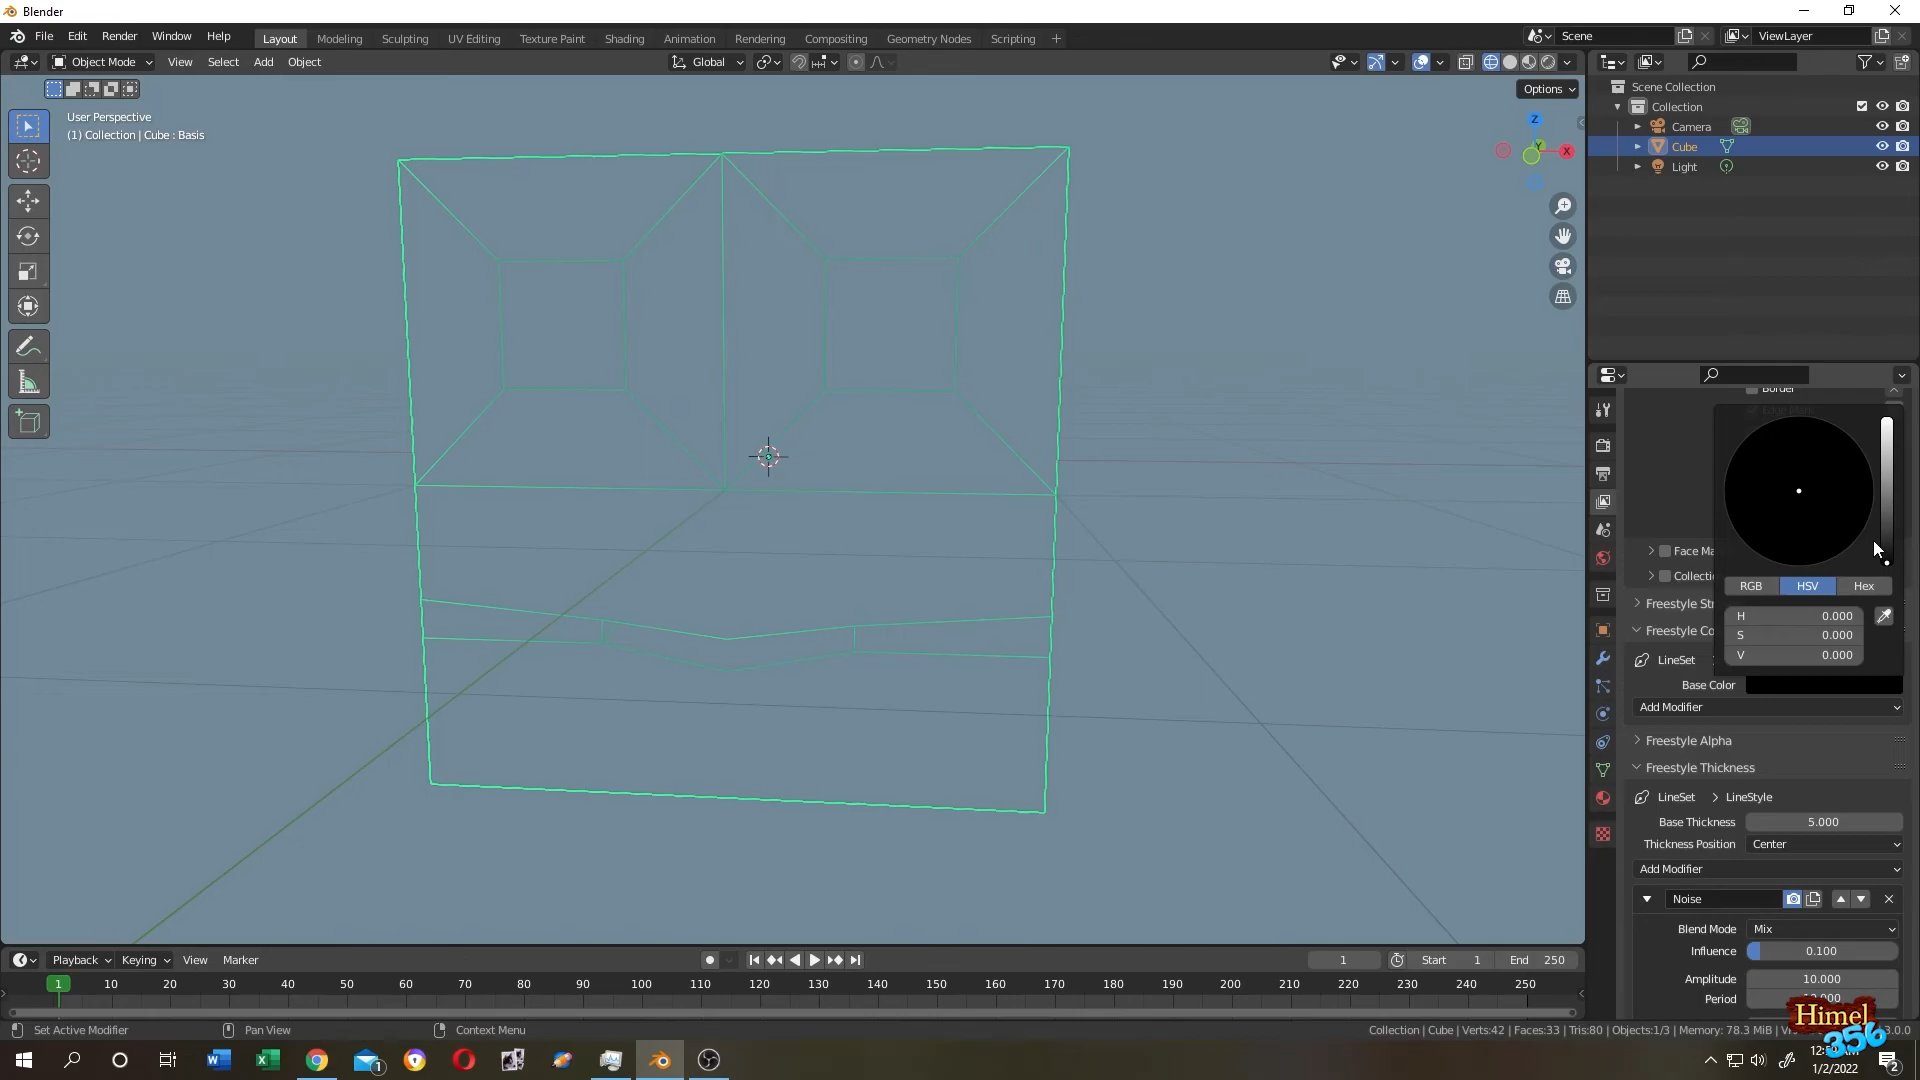 Blender
File Edit Render Window Help
Layout Modeling Sculpting UV Editing Texture Paint Shading Animation Rendering Compositing Geometry Nodes Scripting +
Scene
ViewLayer
Object Mode View Select Add Object
Global
Options
User Perspective
(1) Collection | Cube : Basis
Z
Y
X
Scene Collection
Collection
Camera
Cube
Light
Border
RGB HSV Hex
H 0.000
S 0.000
V 0.000
Face Ma
Collecti
Freestyle St
Freestyle Co
LineSet
Base Color
Add Modifier
Freestyle Alpha
Freestyle Thickness
LineSet > LineStyle
Base Thickness 5.000
Thickness Position Center
Add Modifier
Noise
Blend Mode Mix
Influence 0.100
Amplitude 10.000
Period
Playback Keying View Marker
1 Start 1 End 250
1 10 20 30 40 50 60 70 80 90 100 110 120 130 140 150 160 170 180 190 200 210 220 230 240 250
Set Active Modifier Pan View Context Menu
Collection | Cube | Verts:42 | Faces:33 | Tris:80 | Objects:1/3 | Memory: 78.3 MiB |
Himel
356
1/2/2022